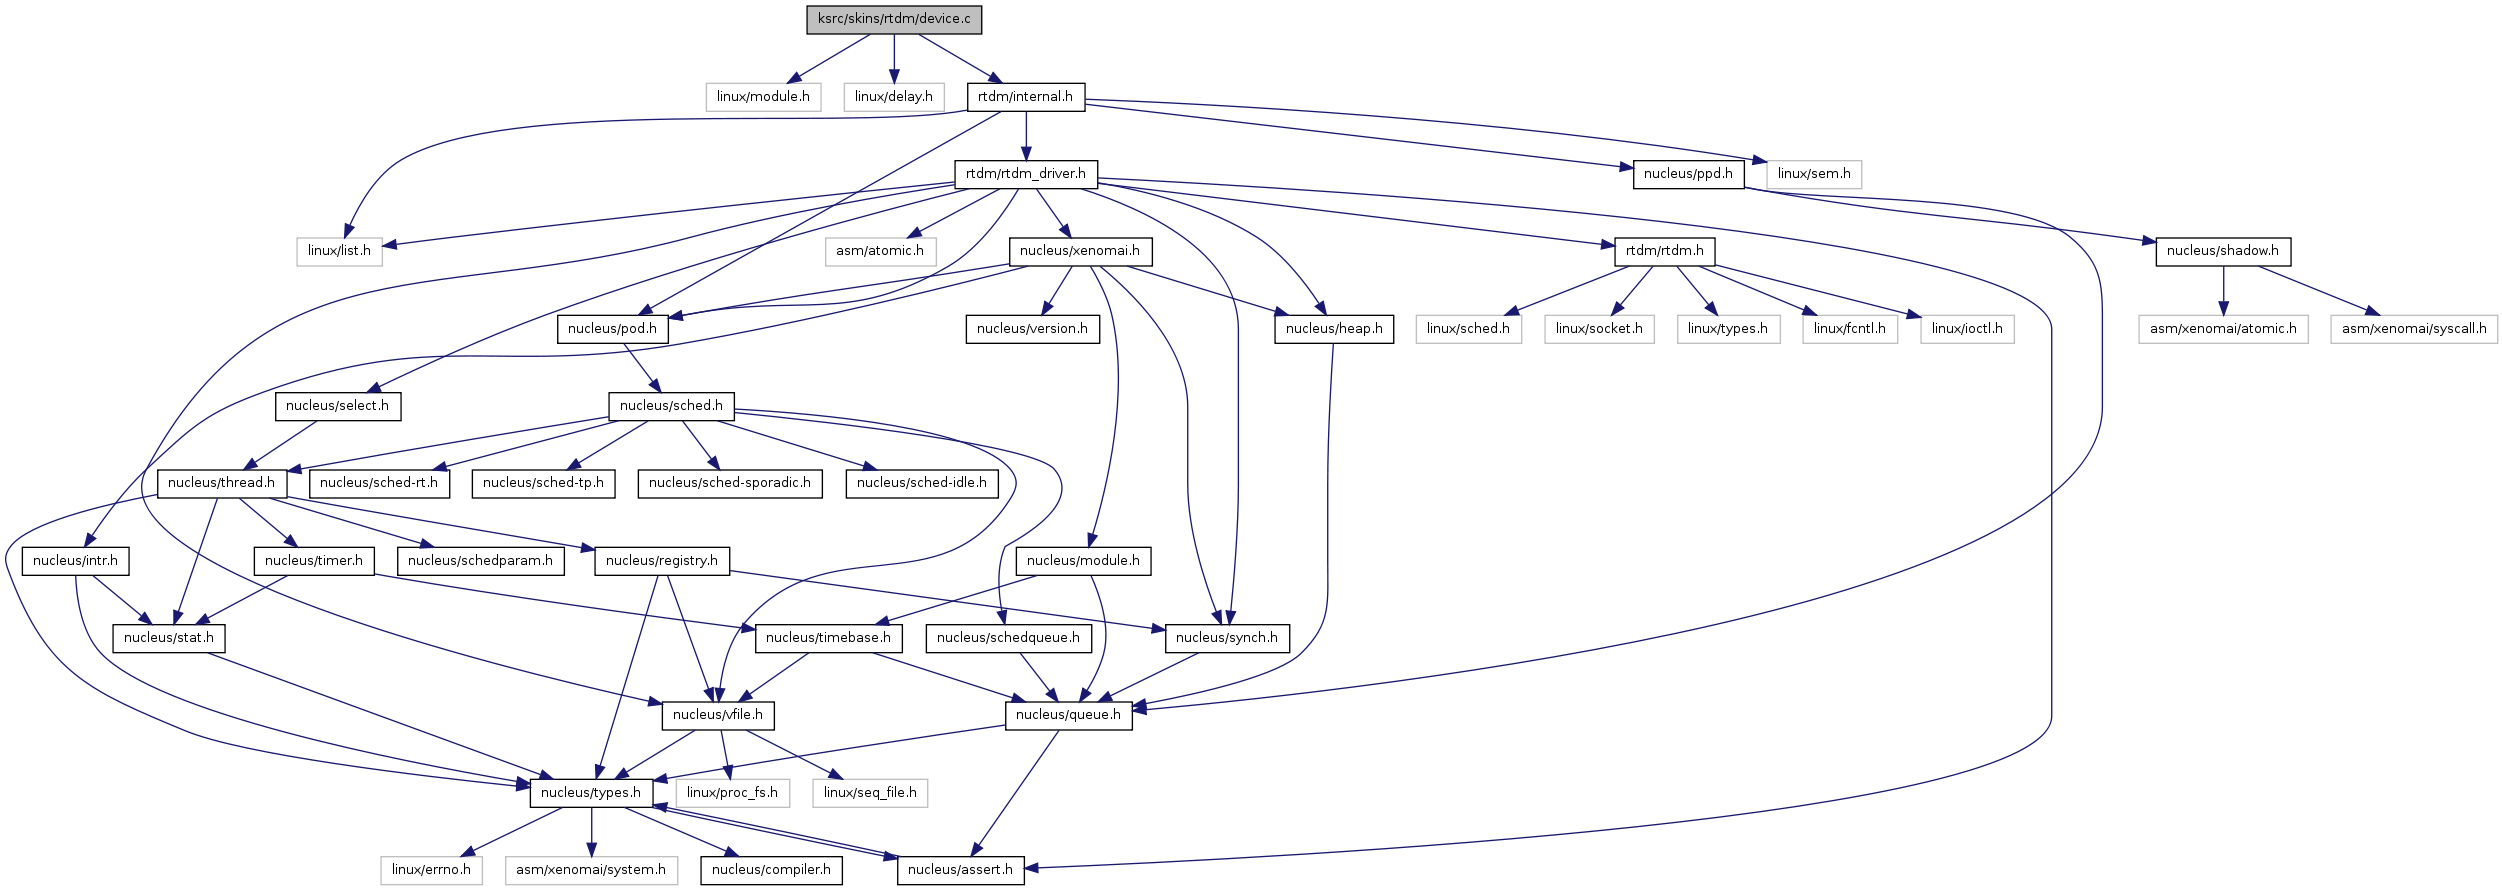 ksrc/skins/rtdm/device.c
linux/module.h
linux/delay.h
rtdm/internal.h
rtdm/rtdm_driver.h
nucleus/ppd.h
linux/sem.h
linux/list.h
asm/atomic.h
nucleus/xenomai.h
rtdm/rtdm.h
nucleus/shadow.h
nucleus/pod.h
nucleus/version.h
nucleus/heap.h
linux/sched.h
linux/socket.h
linux/types.h
linux/fcntl.h
linux/ioctl.h
asm/xenomai/atomic.h
asm/xenomai/syscall.h
nucleus/select.h
nucleus/sched.h
nucleus/thread.h
nucleus/sched-rt.h
nucleus/sched-tp.h
nucleus/sched-sporadic.h
nucleus/sched-idle.h
nucleus/intr.h
nucleus/timer.h
nucleus/schedparam.h
nucleus/registry.h
nucleus/module.h
nucleus/stat.h
nucleus/timebase.h
nucleus/schedqueue.h
nucleus/synch.h
nucleus/vfile.h
nucleus/queue.h
nucleus/types.h
linux/proc_fs.h
linux/seq_file.h
linux/errno.h
asm/xenomai/system.h
nucleus/compiler.h
nucleus/assert.h